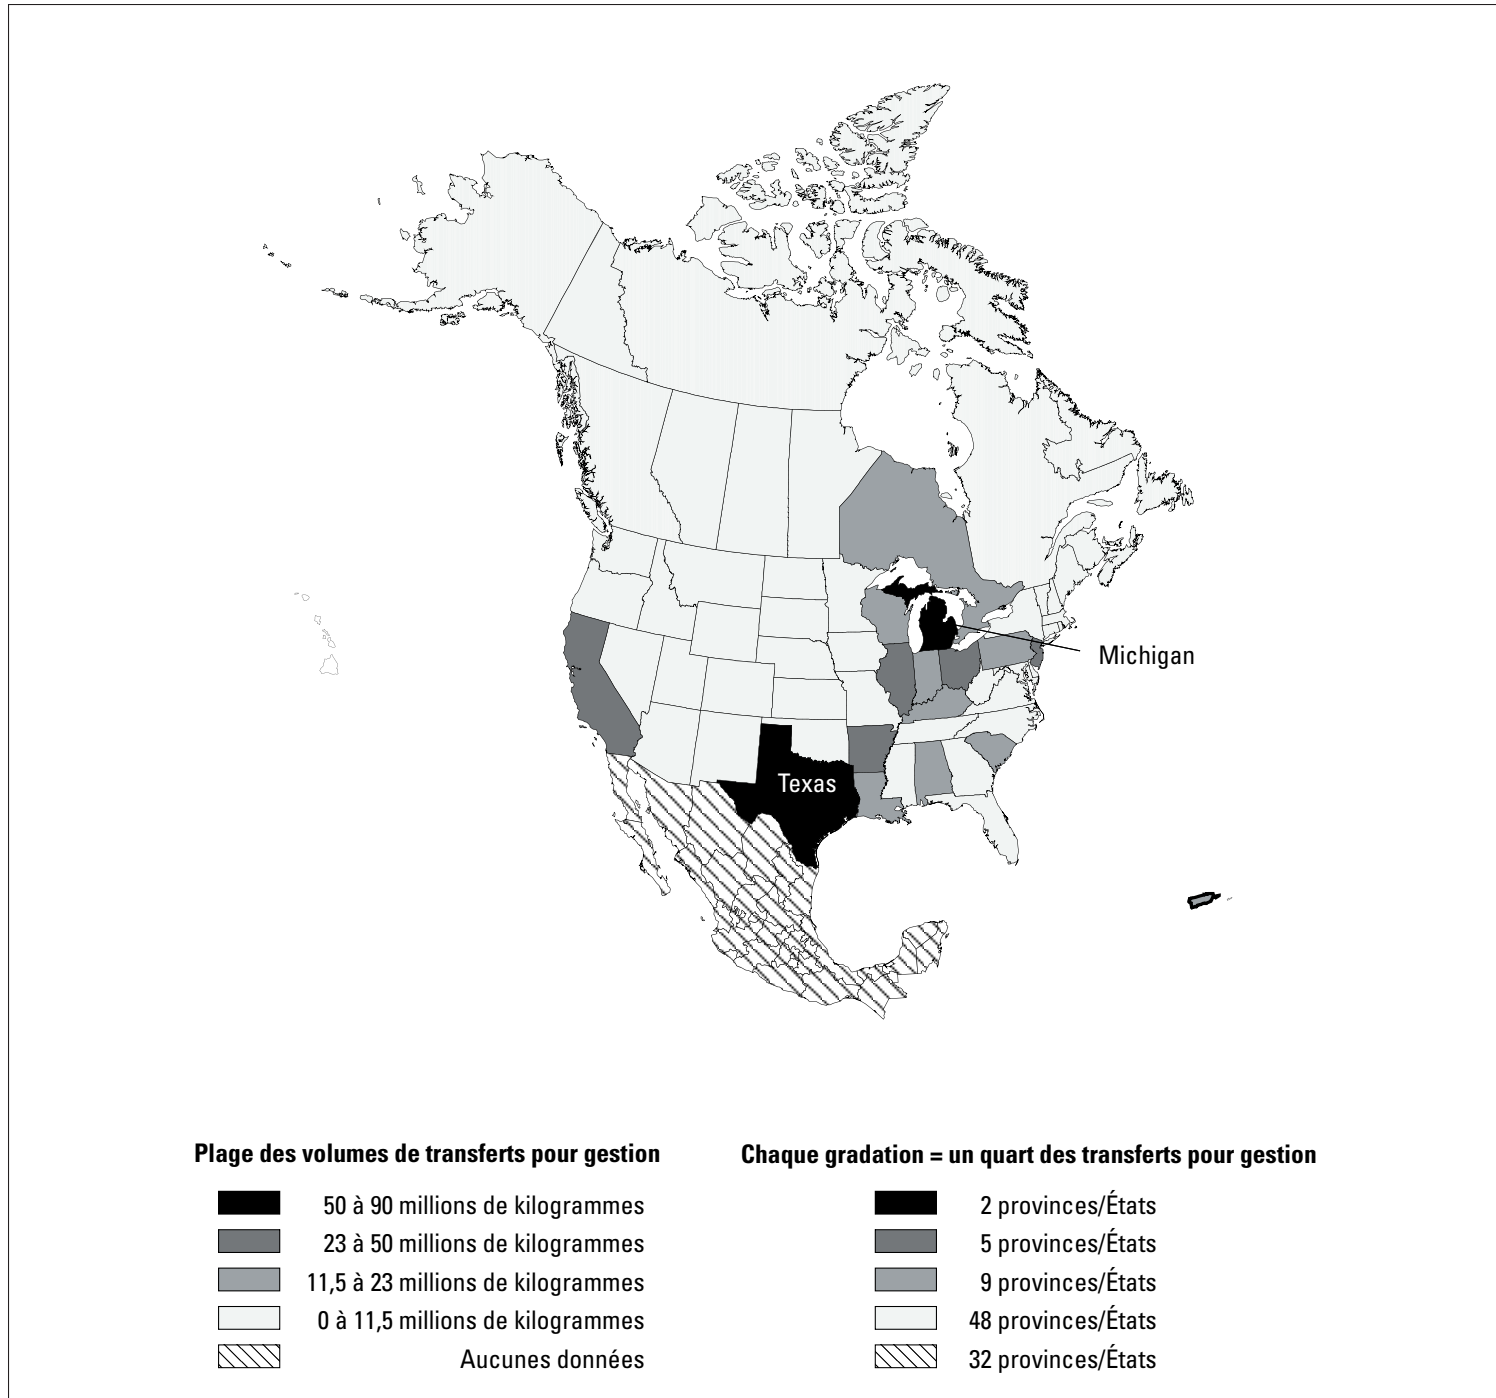 Michigan
Texas
Plage des volumes de transferts pour gestion
50 à 90 millions de kilogrammes
23 à 50 millions de kilogrammes
11,5 à 23 millions de kilogrammes
0 à 11,5 millions de kilogrammes
Aucunes données
Chaque gradation = un quart des transferts pour gestion
2 provinces/États
5 provinces/États
9 provinces/États
48 provinces/États
32 provinces/États